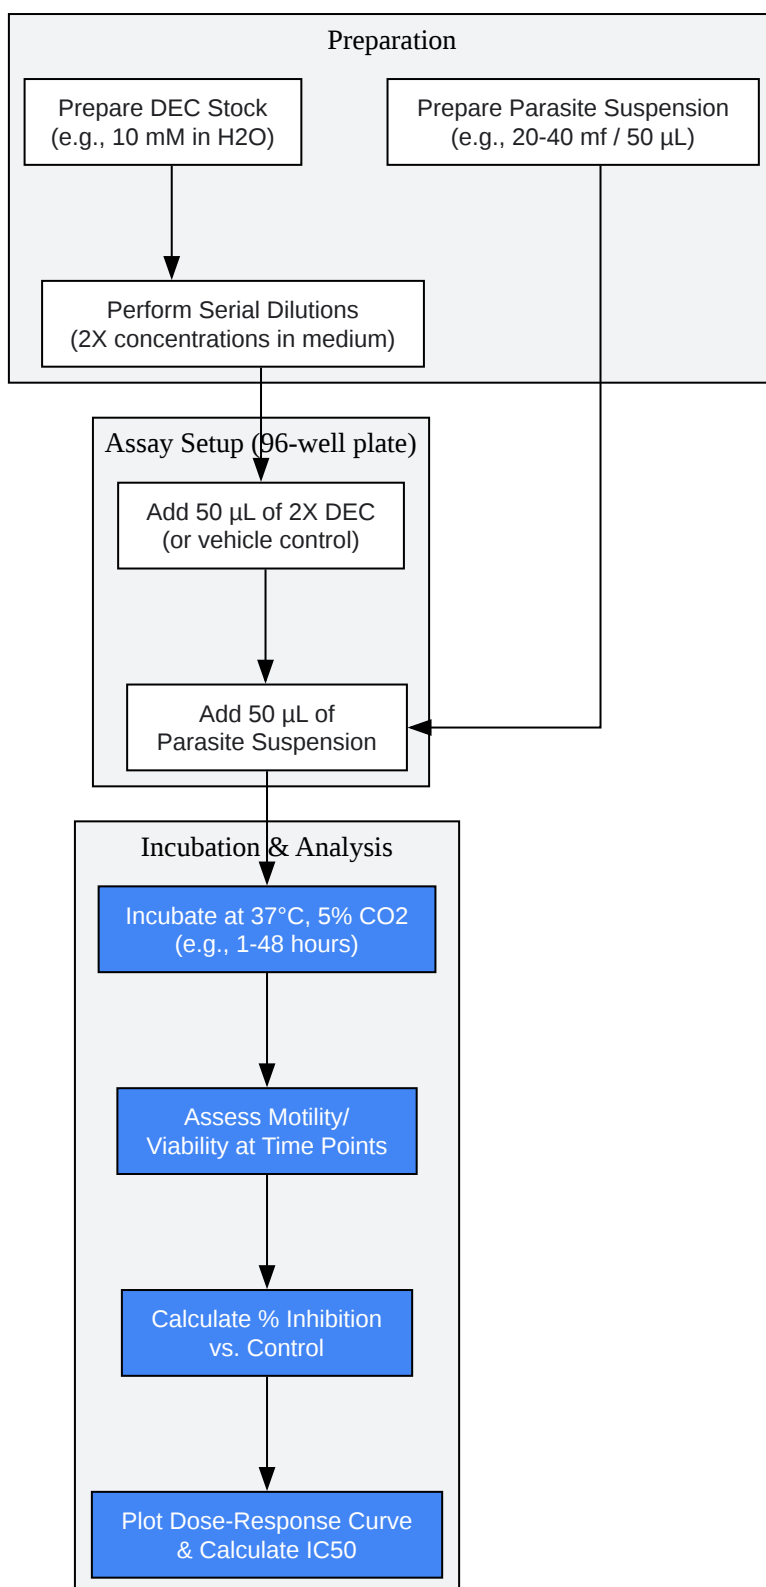 Preparation
Prepare DEC Stock
(e.g., 10 mM in H2O)
Prepare Parasite Suspension
(e.g., 20-40 mf / 50 µL)
Perform Serial Dilutions
(2X concentrations in medium)
Assay Setup (96-well plate)
Add 50 µL of 2X DEC
(or vehicle control)
Add 50 µL of
Parasite Suspension
Incubation & Analysis
Incubate at 37°C, 5% CO2
(e.g., 1-48 hours)
Assess Motility/
Viability at Time Points
Calculate % Inhibition
vs. Control
Plot Dose-Response Curve
& Calculate IC50